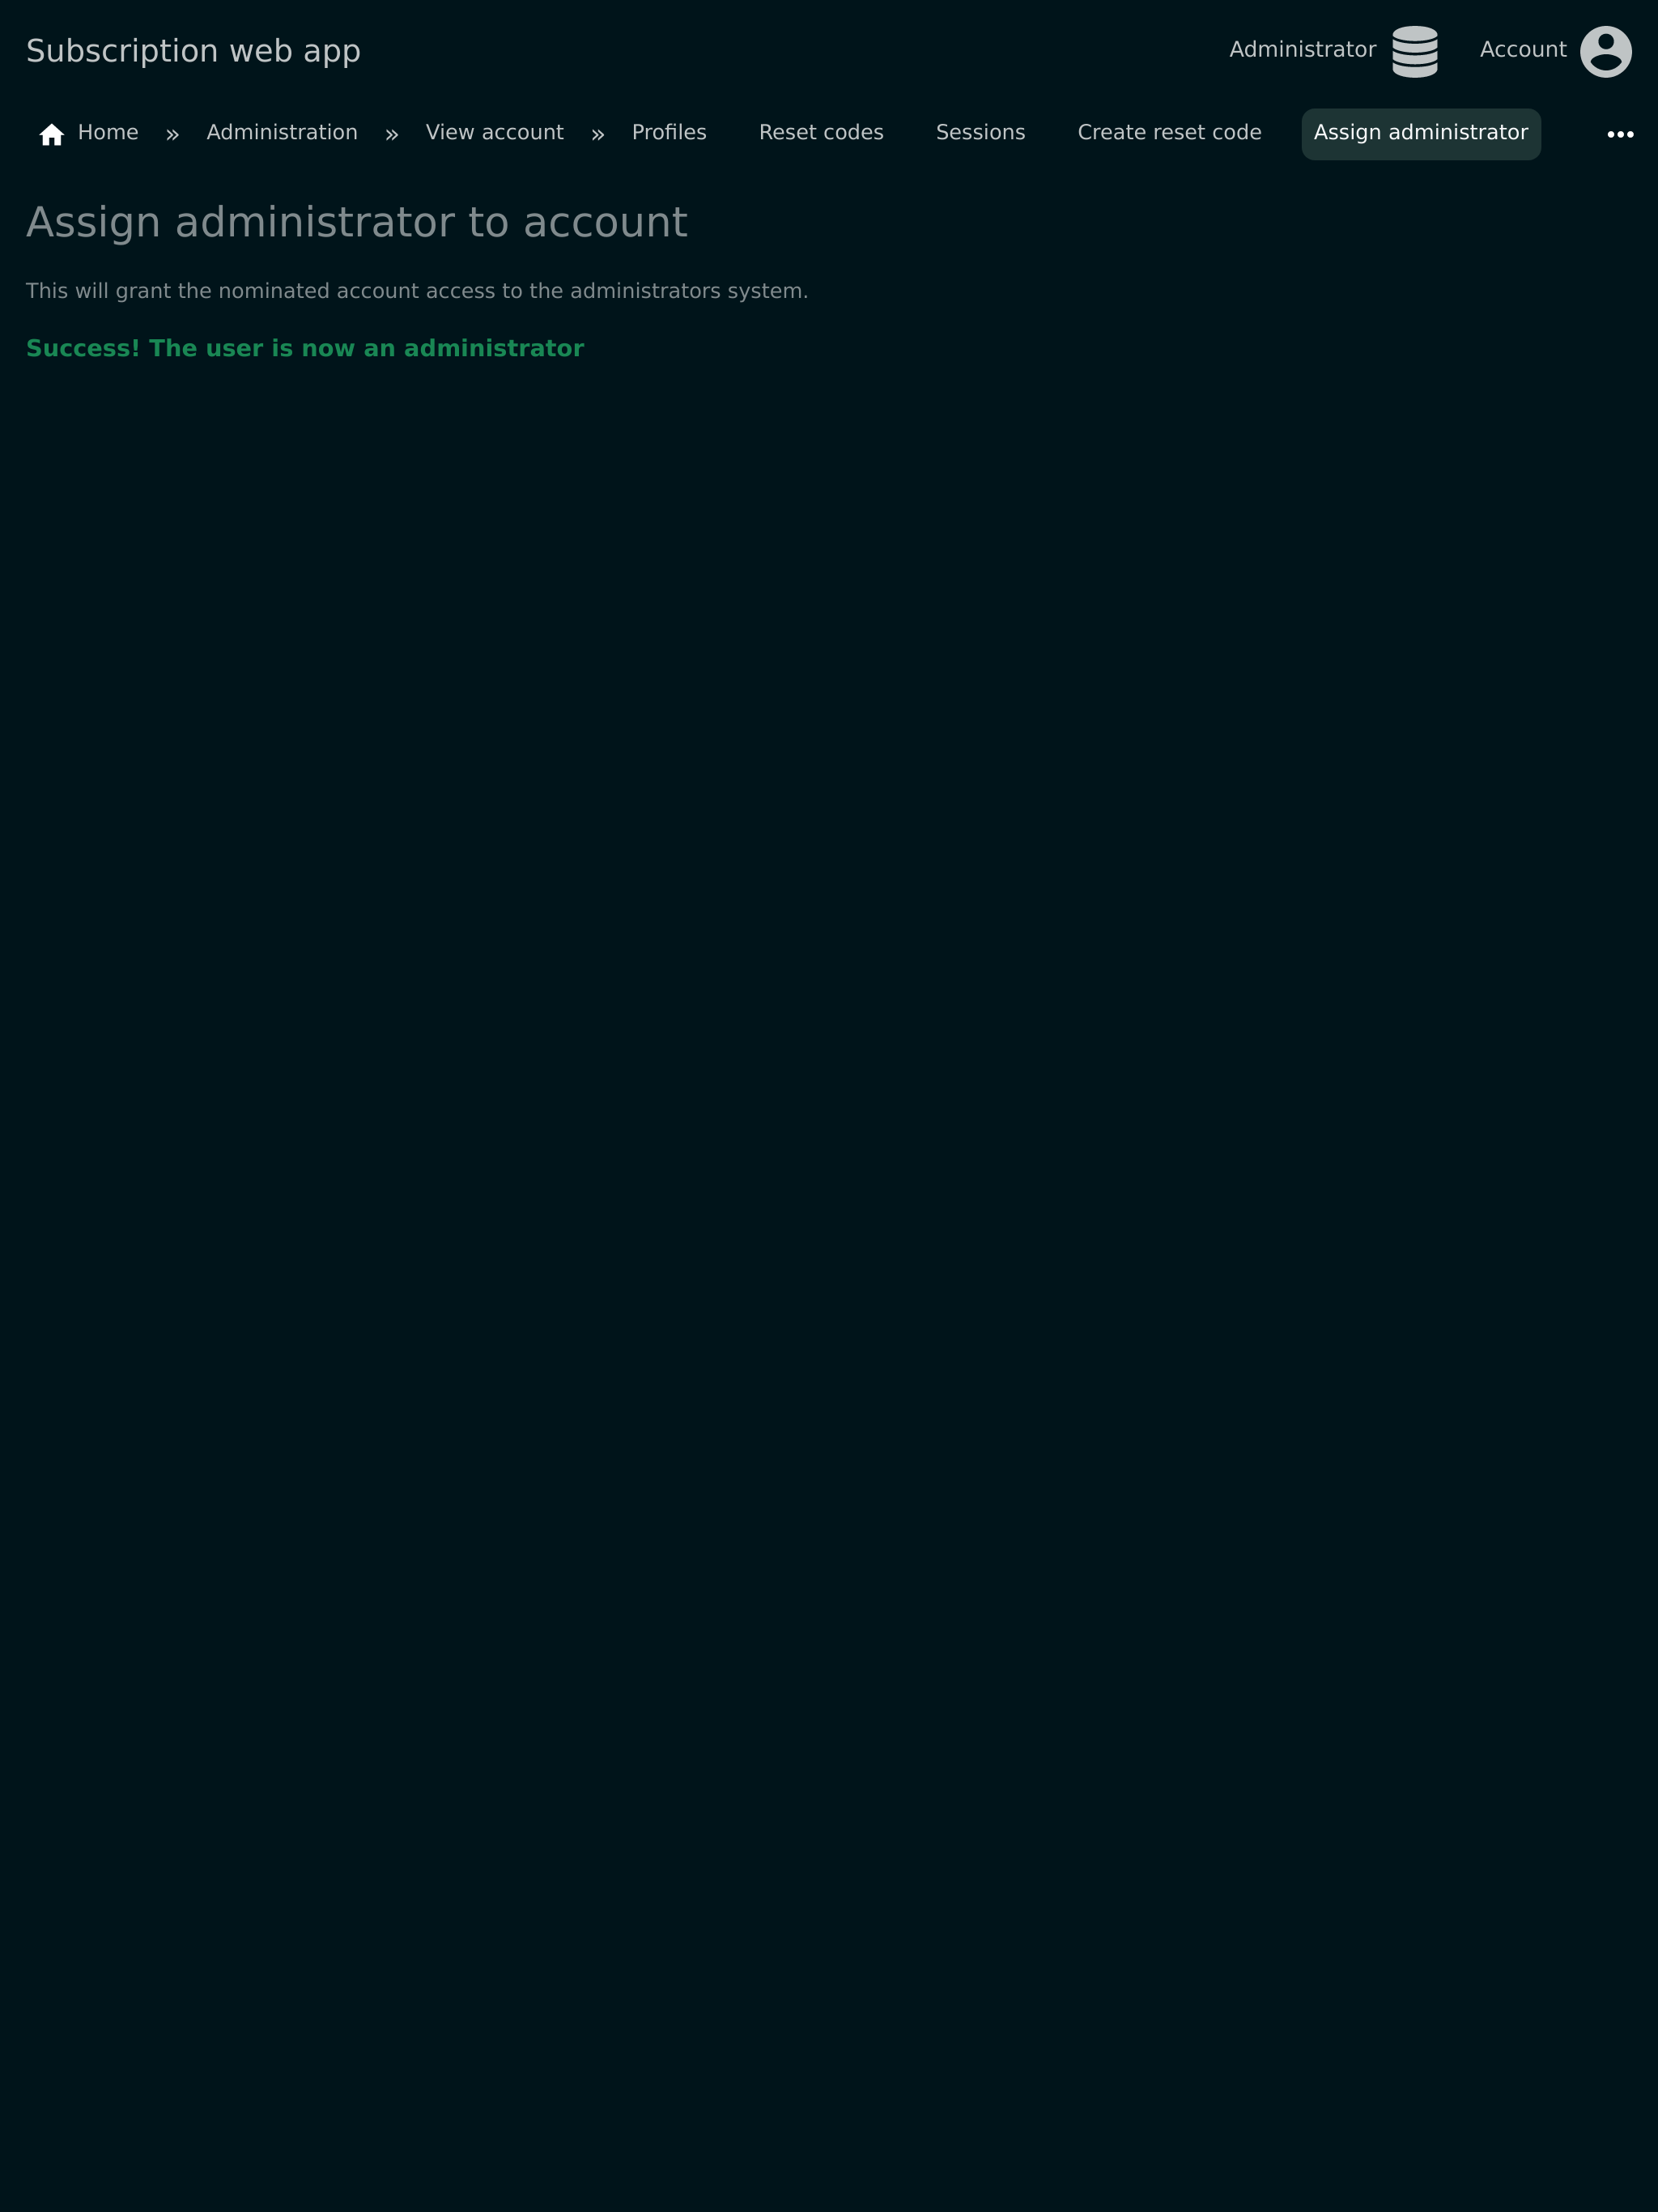 Subscription web app
Administrator
Account
Home » Administration » View account » Profiles Reset codes Sessions Create reset code Assign administrator
Assign administrator to account
This will grant the nominated account access to the administrators system.
Success! The user is now an administrator